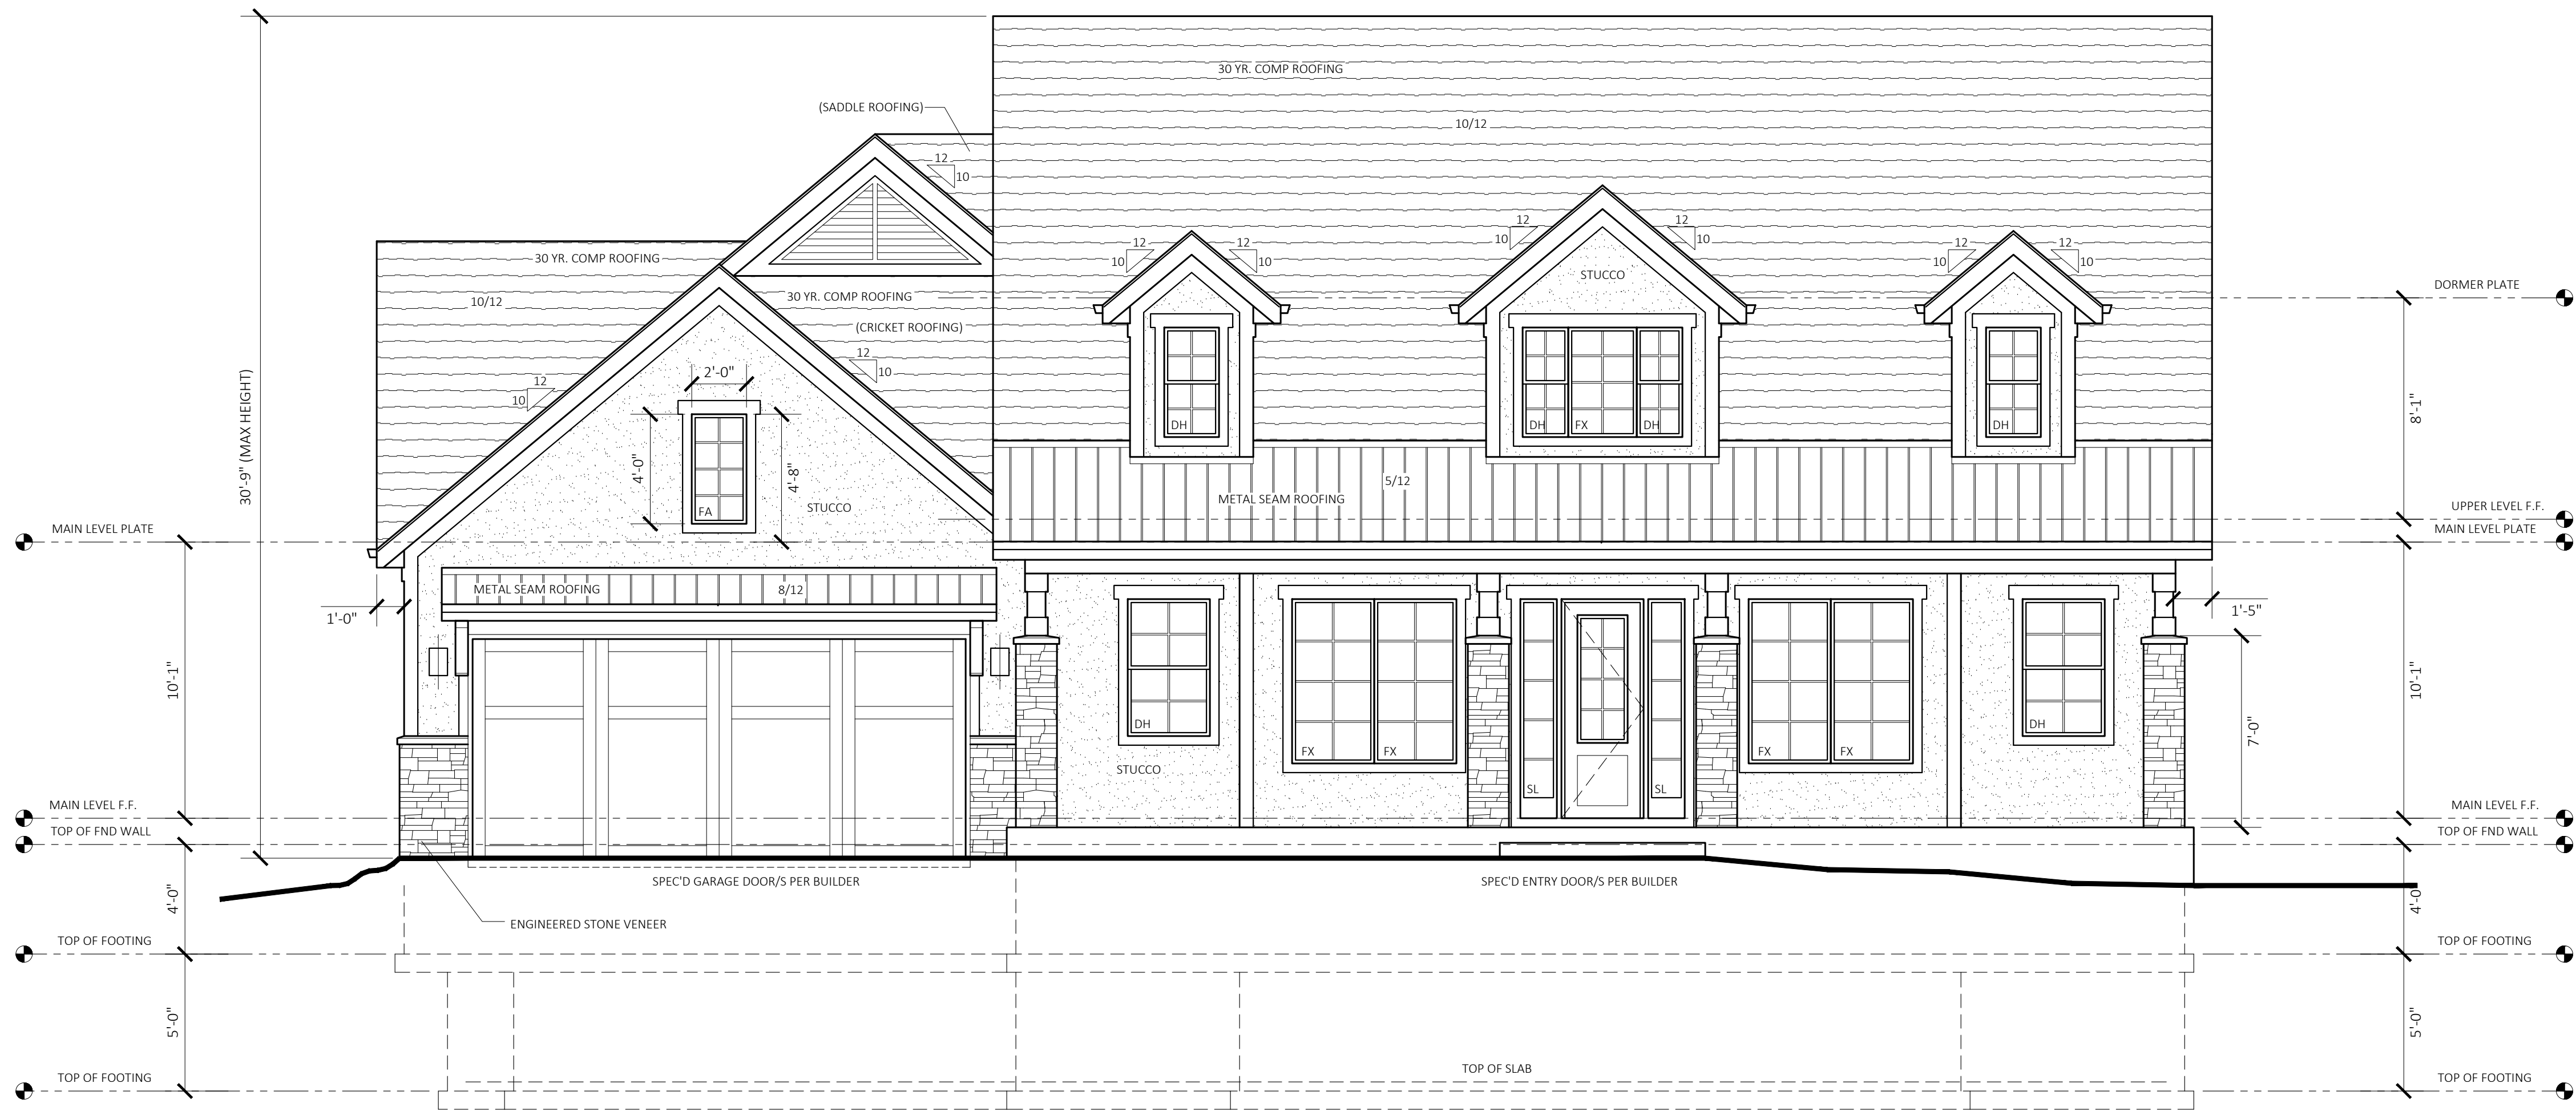 30 YR. COMP ROOFING
(SADDLE ROOFING)
10/12
12
10
12
10
12
10
12
10
12
10
12
10
12
10
30 YR. COMP ROOFING
STUCCO
DORMER PLATE
30 YR. COMP ROOFING
10/12
(CRICKET ROOFING)
12
10
12
10
2'-0"
30'-9" (MAX HEIGHT)
8'-1"
DH
DH
FX
DH
DH
4'-0"
4'-8"
5/12
METAL SEAM ROOFING
FA
STUCCO
UPPER LEVEL F.F.
MAIN LEVEL PLATE
MAIN LEVEL PLATE
METAL SEAM ROOFING
8/12
1'-0"
1'-5"
10'-1"
10'-1"
7'-0"
DH
FX
FX
FX
FX
DH
STUCCO
SL
SL
MAIN LEVEL F.F.
MAIN LEVEL F.F.
TOP OF FND WALL
TOP OF FND WALL
SPEC'D GARAGE DOOR/S PER BUILDER
SPEC'D ENTRY DOOR/S PER BUILDER
4'-0"
4'-0
ENGINEERED STONE VENEER
TOP OF FOOTING
TOP OF FOOTING
5'-0"
5'-0"
TOP OF SLAB
TOP OF FOOTING
TOP OF FOOTING